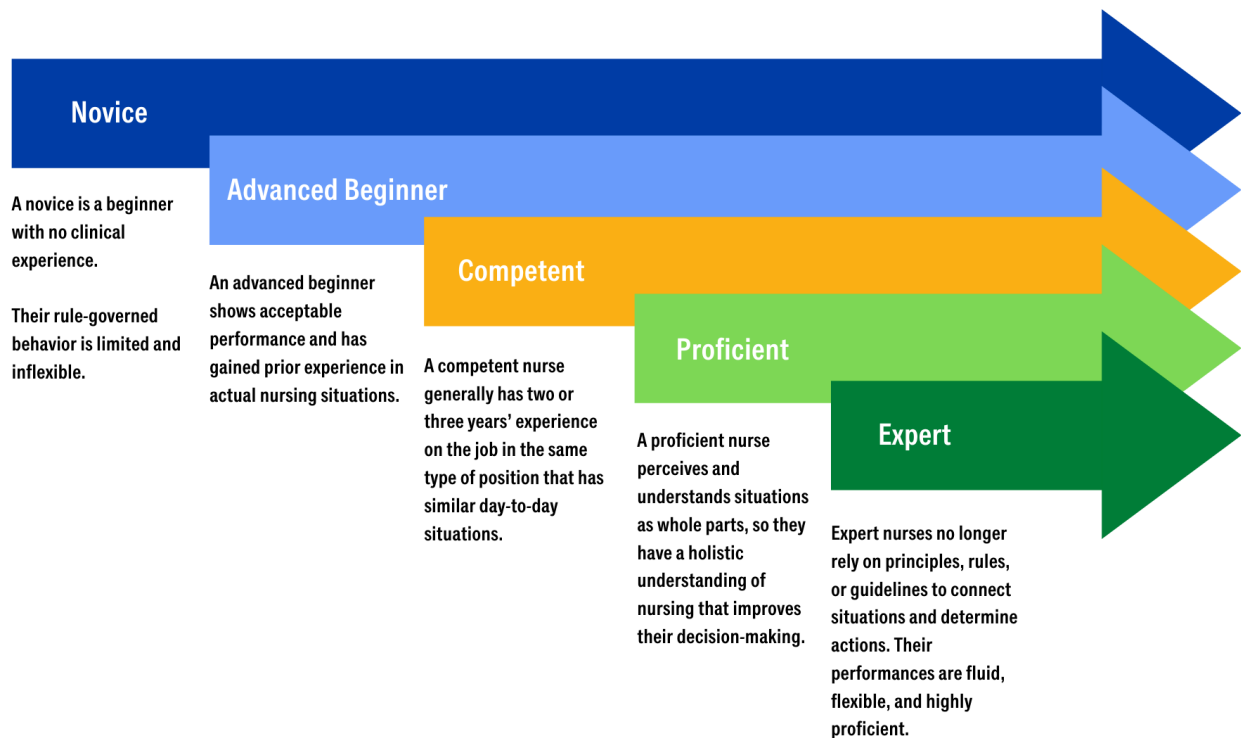 Novice
A novice is a beginner
with no clinical
experience.
Their rule-governed
behavior is limited and
inflexible.
Advanced Beginner
An advanced beginner
shows acceptable
performance and has
gained prior experience in
actual nursing situations.
Competent
A competent nurse
generally has two or
three years’ experience
on the job in the same
type of position that has
similar day-to-day
situations.
Proficient
A proficient nurse
perceives and
understands situations
as whole parts, so they
have a holistic
understanding of
nursing that improves
their decision-making.
Expert
Expert nurses no longer
rely on principles, rules,
or guidelines to connect
situations and determine
actions. Their
performances are fluid,
flexible, and highly
proficient.